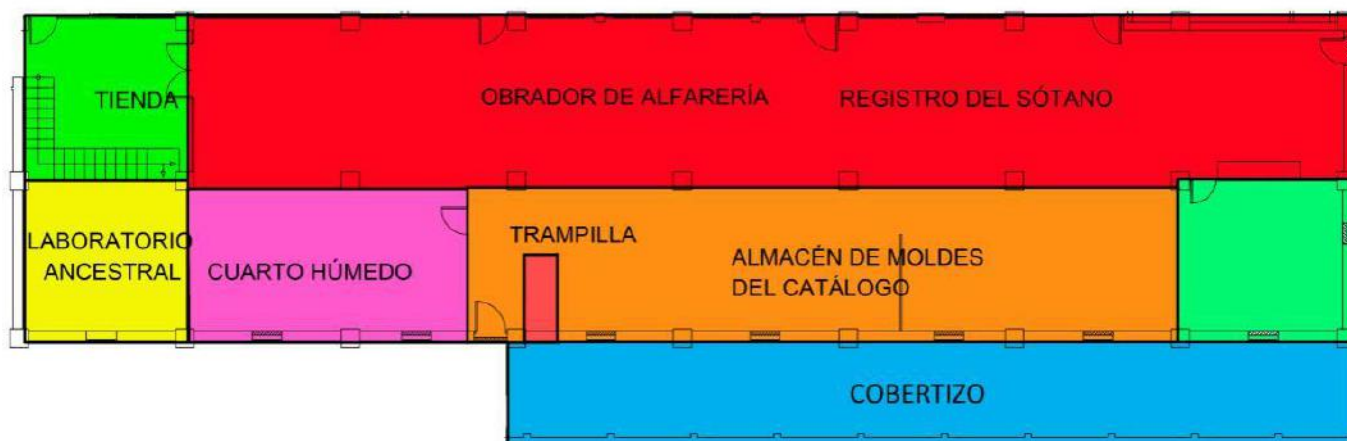 TIENDA
OBRADOR DE ALFARERÍA
REGISTRO DEL SÓTANO
LABORATORIO
ANCESTRAL
CUARTO HÚMEDO
TRAMPILLA
ALMACÉN DE MOLDES
DEL CATÁLOGO
COBERTIZO